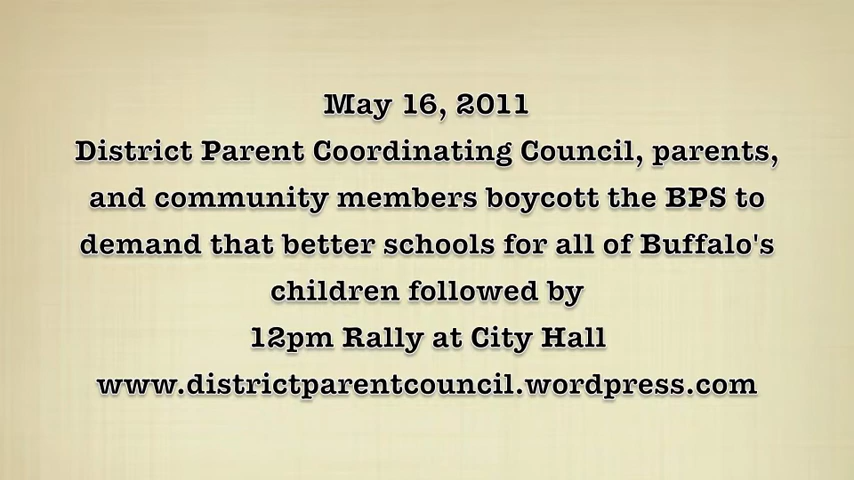 May 16, 2011
District Parent Coordinating Council, parents,
and community members boycott the BPS to
demand that better schools for all of Buffalo's
children followed by
12pm Rally at City Hall
www.districtparentcouncil.wordpress.com